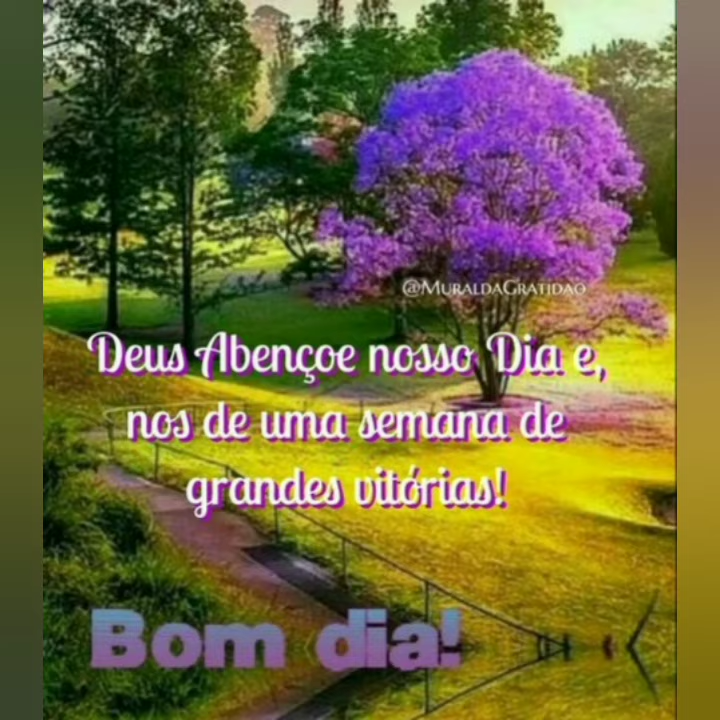 @MURALDAGRATIDAO
Deus Abençoe nosso Dia e,
nos de uma semana de
grandes vitórias!
Bom dia!